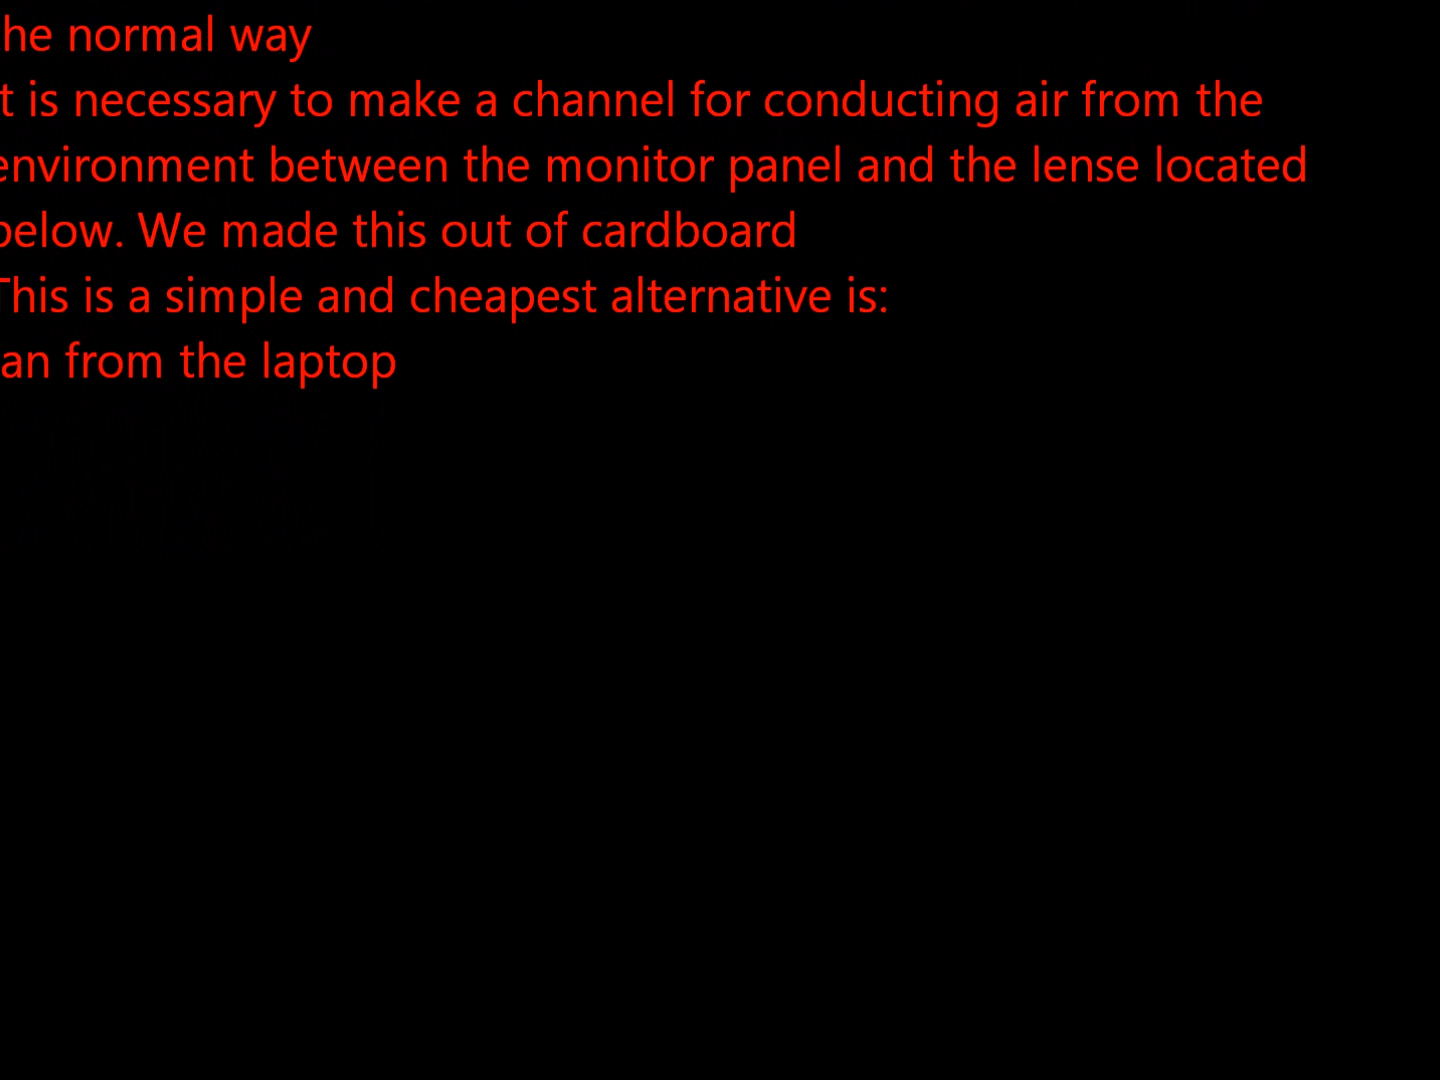 he normal way
t is necessary to make a channel for conducting air from the
environment between the monitor panel and the lense located
below. We made this out of cardboard
This is a simple and cheapest alternative is:
an from the laptop